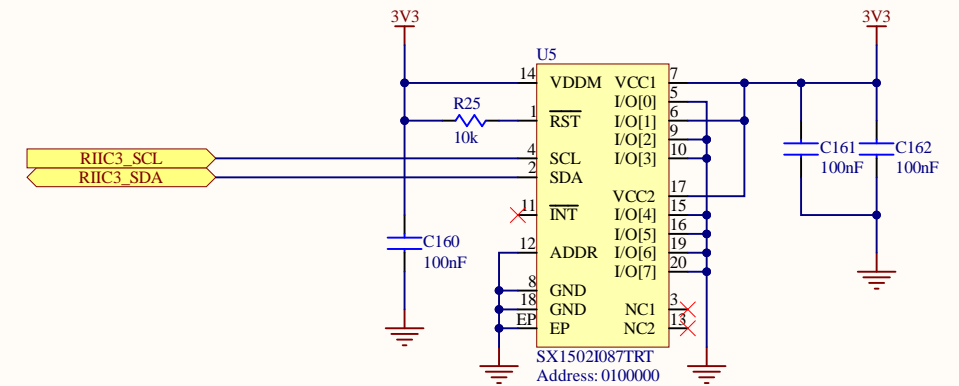 3V3
3V3
U5
14 VDDM VCC1 7
I/O[0] 5
R25 1 RST I/O[1] 6
10k I/O[2] 9
RIIC3_SCL 4 SCL I/O[3] 10
RIIC3_SDA 2 SDA
C161 C162
100nF 100nF
VCC2 17
11 INT I/O[4] 15
I/O[5] 16
C160 12 ADDR I/O[6] 19
100nF I/O[7] 20
8 GND
18 GND NC1 3
EP EP NC2 13
SX1502I087TRT
Address: 0100000